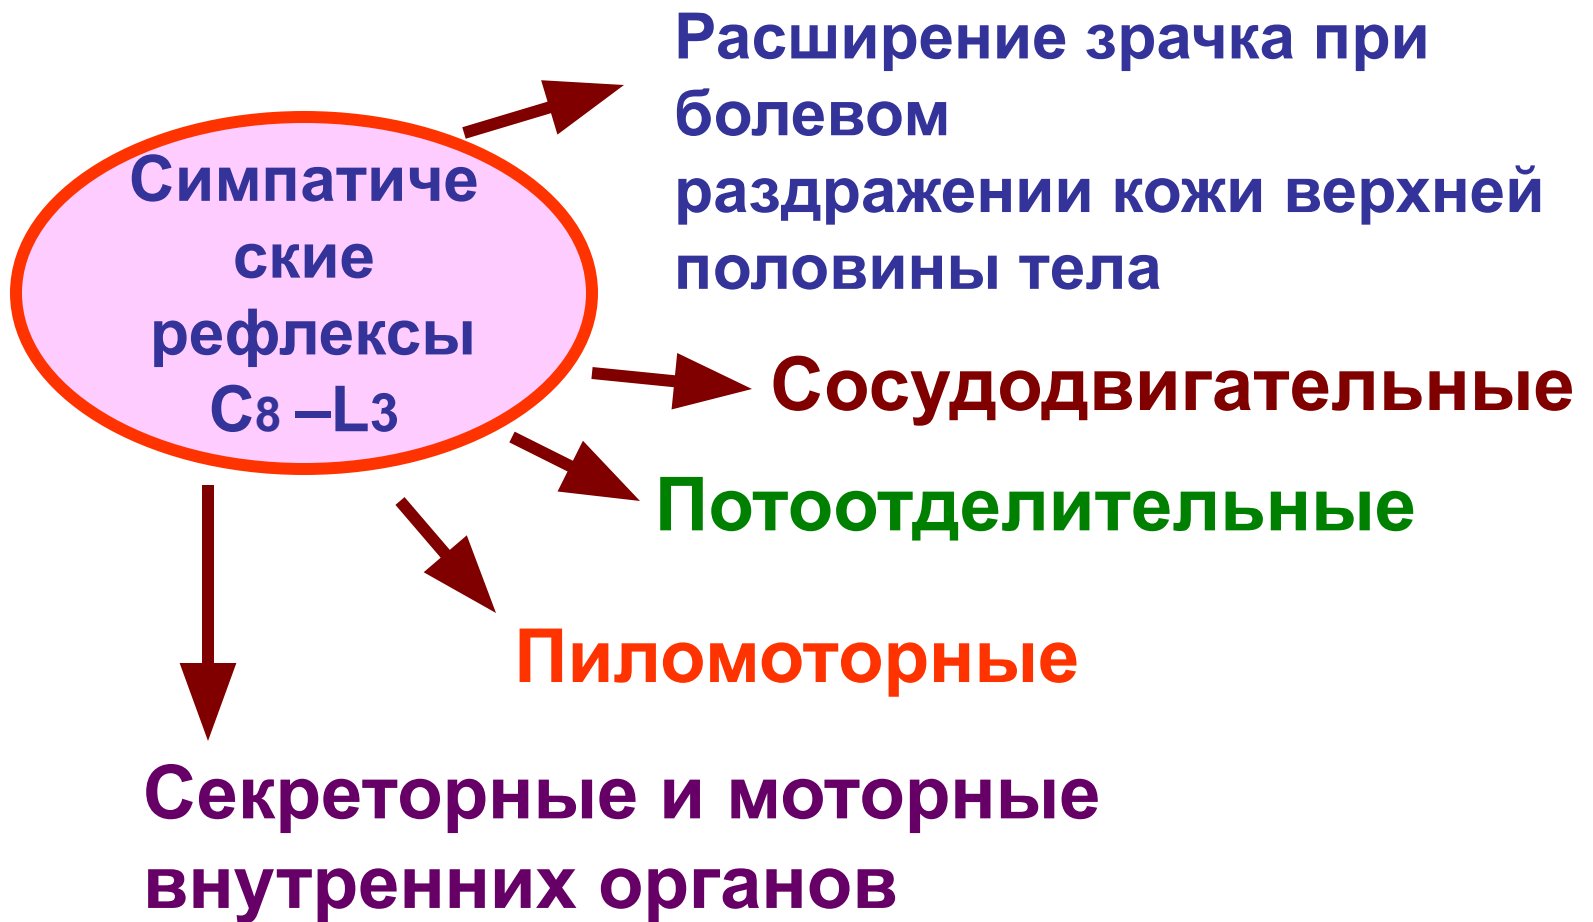 Расширение зрачка при
болевом
раздражении кожи верхней
половины тела
Симпатиче
ские
рефлексы
С8 –L3
Сосудодвигательные
Потоотделительные
Пиломоторные
Секреторные и моторные
внутренних органов